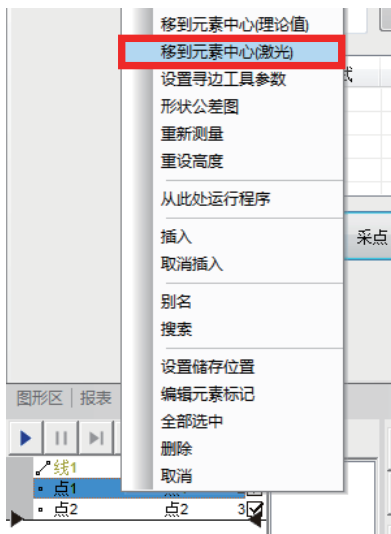 移到元素中心(理论值)
移到元素中心(激光)
设置寻边工具参数
式
形状公差图
重新测量
重设高度
从此处运行程序
插入
采点
取消插入
别名
搜索
设置储存位置
编辑元素标记
图形区 报表
全部选中
删除
取消
线1
点1
点2 点2 3